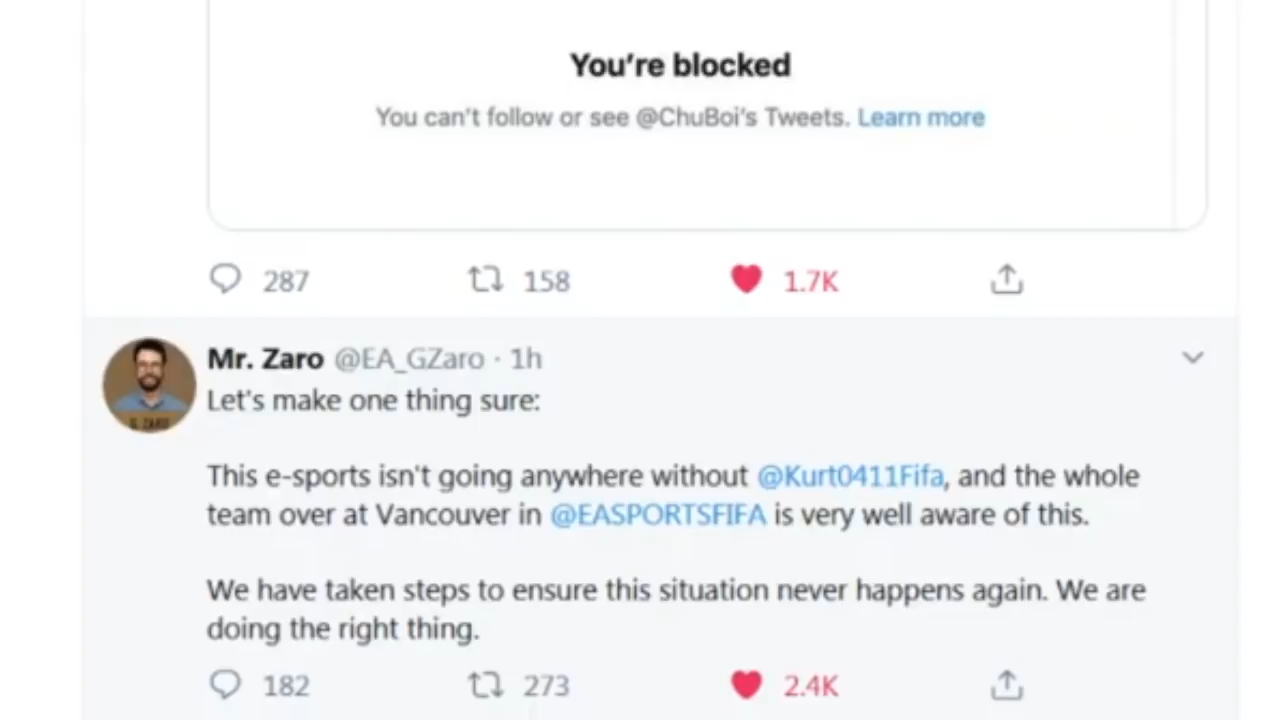 You're blocked
You can't follow or see @ChuBoi's Tweets. Learn more
287 158 1.7K
Mr. Zaro @EA_GZaro · 1h
Let's make one thing sure:
This e-sports isn't going anywhere without @Kurt0411Fifa, and the whole
team over at Vancouver in @EASPORTSFIFA is very well aware of this.
We have taken steps to ensure this situation never happens again. We are
doing the right thing.
182 273 2.4K
G. ZARO